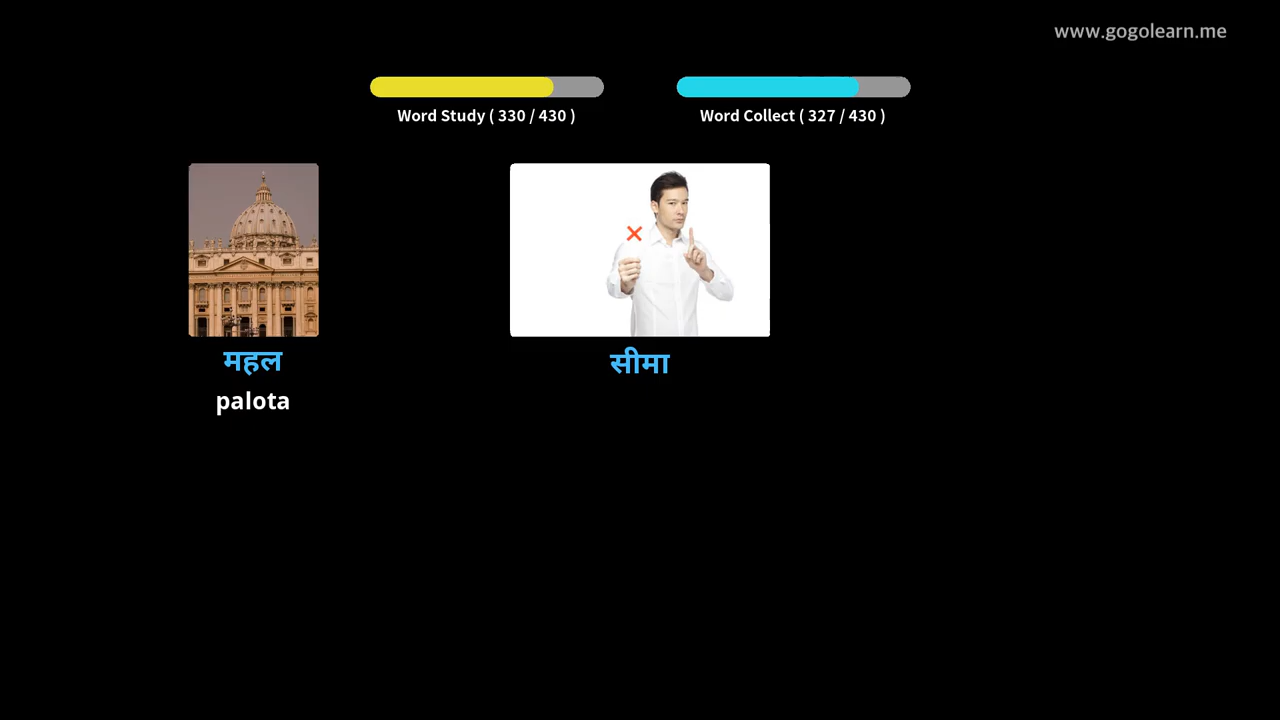 www.gogolearn.me
Word Study ( 330 / 430 )
Word Collect ( 327 / 430 )
महल
palota
सीमा